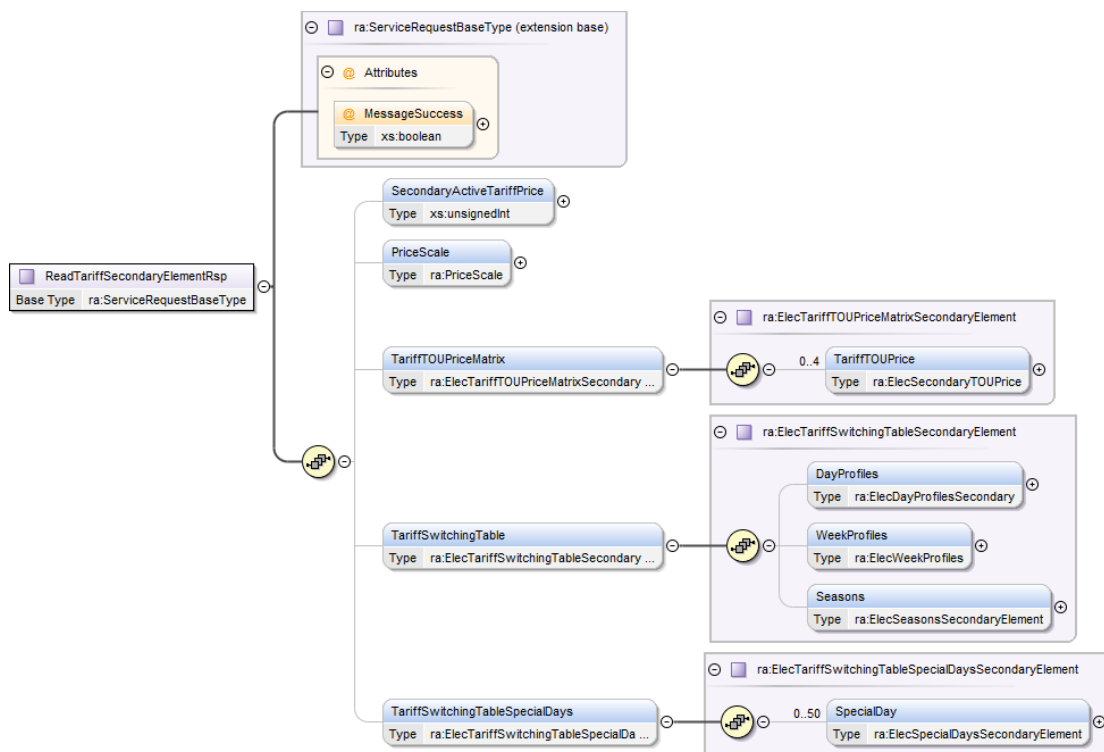 ra:ServiceRequestBaseType (extension base)
@ Attributes
@ MessageSuccess
Type xs:boolean
SecondaryActiveTariffPrice
Type xs:unsignedInt
PriceScale
Type ra:PriceScale
ReadTariffSecondaryElementRsp
Base Type ra:ServiceRequestBaseType
ra:ElecTariffTOUPriceMatrixSecondaryElement
TariffTOUPriceMatrix
Type ra:ElecTariffTOUPriceMatrixSecondary ...
0..4
TariffTOUPrice
Type ra:ElecSecondaryTOUPrice
ra:ElecTariffSwitchingTableSecondaryElement
DayProfiles
Type ra:ElecDayProfilesSecondary
TariffSwitchingTable
Type ra:ElecTariffSwitchingTableSecondary ...
WeekProfiles
Type ra:ElecWeekProfiles
Seasons
Type ra:ElecSeasonsSecondaryElement
ra:ElecTariffSwitchingTableSpecialDaysSecondaryElement
TariffSwitchingTableSpecialDays
Type ra:ElecTariffSwitchingTableSpecialDa ...
0..50
SpecialDay
Type ra:ElecSpecialDaysSecondaryElement